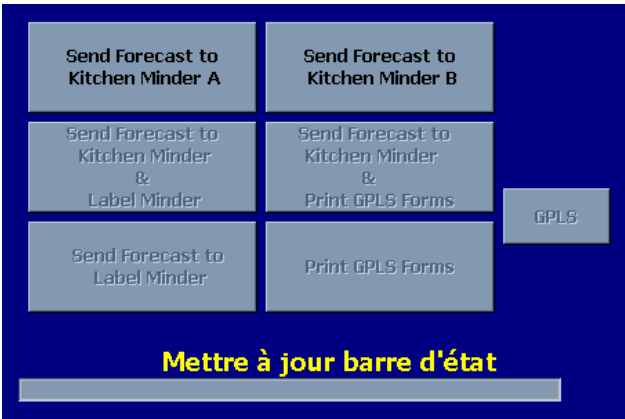 Send Forecast to
Kitchen Minder A
Send Forecast to
Kitchen Minder B
Send Forecast to
Kitchen Minder
&
Label Minder
Send Forecast to
Kitchen Minder
&
Print GPLS Forms
GPLS
Send Forecast to
Label Minder
Print GPLS Forms
Mettre à jour barre d'état